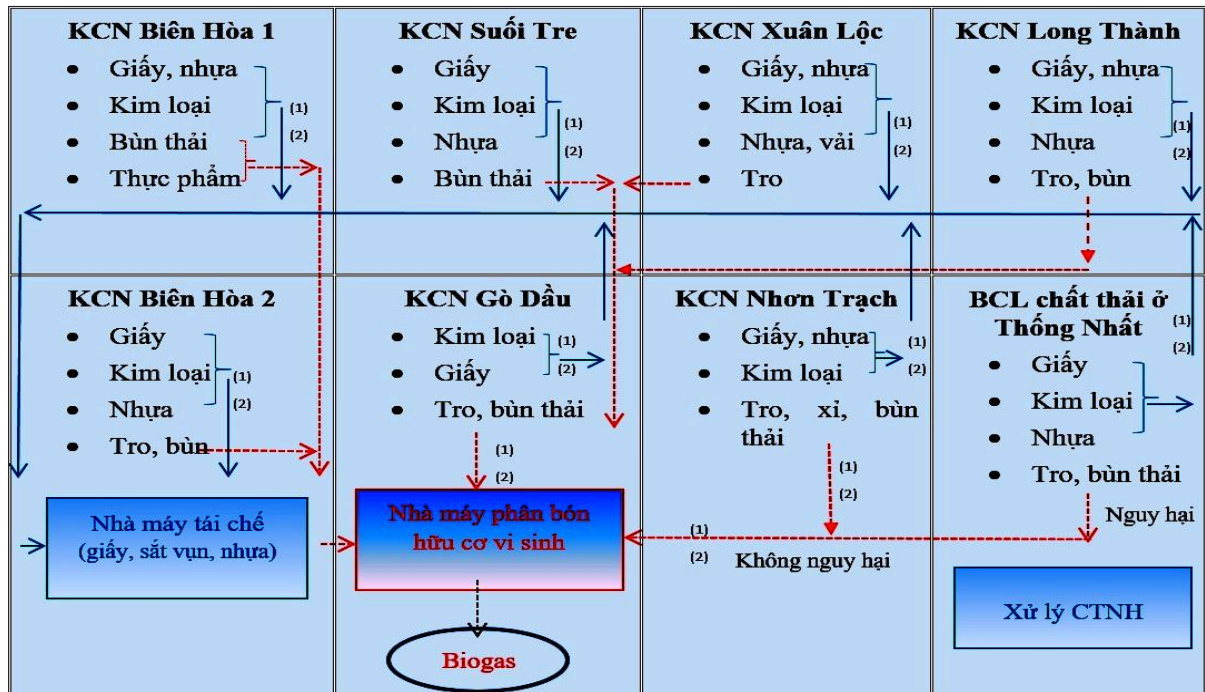 KCN Biên Hòa 1
• Giấy, nhựa
• Kim loại
• Bùn thải
• Thực phẩm
(1)
(2)
KCN Suối Tre
• Giấy
• Kim loại
• Nhựa
• Bùn thải
(1)
(2)
KCN Xuân Lộc
• Giấy, nhựa
• Kim loại
• Nhựa, vải
• Tro
(1)
(2)
KCN Long Thành
• Giấy, nhựa
• Kim loại
• Nhựa
• Tro, bùn
(1)
(2)
KCN Biên Hòa 2
• Giấy
• Kim loại
• Nhựa
• Tro, bùn
(1)
(2)
Nhà máy tái chế
(giấy, sắt vụn, nhựa)
KCN Gò Dầu
• Kim loại
• Giấy
• Tro, bùn thải
(1)
(2)
(1)
(2)
Nhà máy phân bón
hữu cơ vi sinh
Biogas
KCN Nhơn Trạch
• Giấy, nhựa
• Kim loại
• Tro, xỉ, bùn
thải
(1)
(2)
(1)
(2)
(1)
(2)
Không nguy hại
BCL chất thải ở
Thống Nhất
• Giấy
• Kim loại
• Nhựa
• Tro, bùn thải
(1)
(2)
Nguy hại
Xử lý CTNH